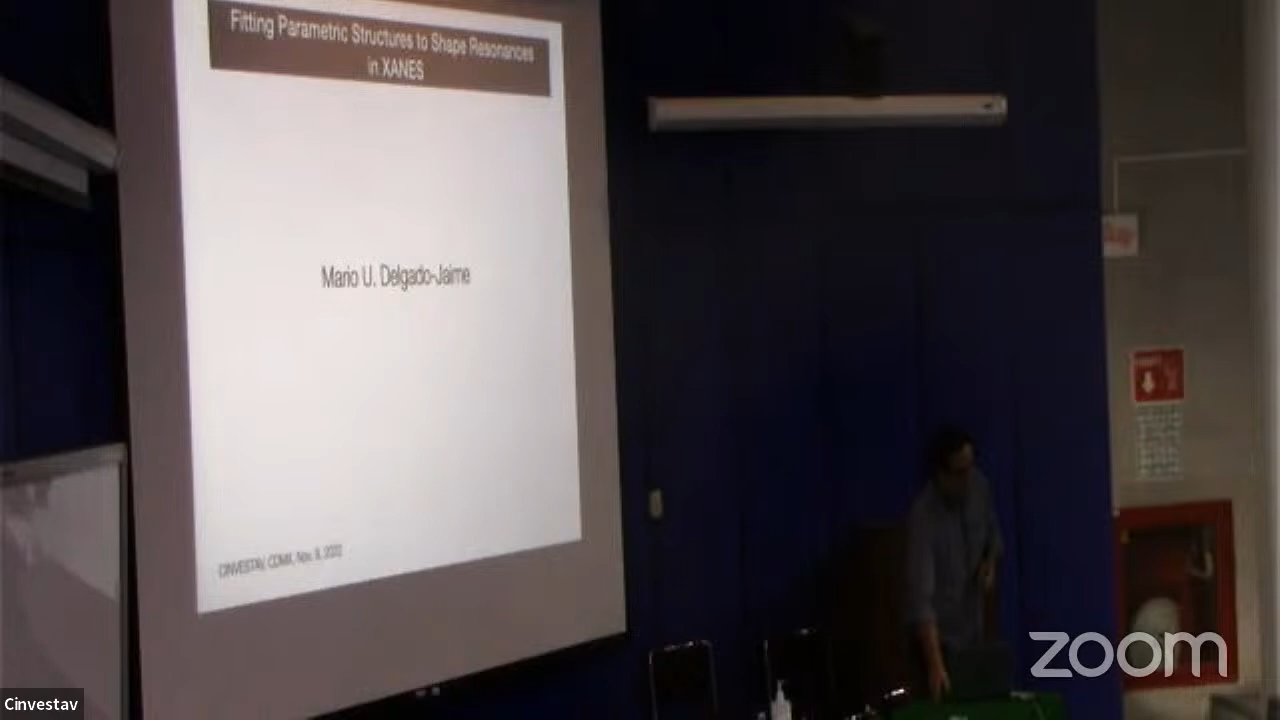 Fitting Parametric Structures to Shape Resonances
in XANES
Mario U. Delgado-Jaime
CINVESTAV, CDMX, Nov. 9, 2022
zoom
Cinvestav